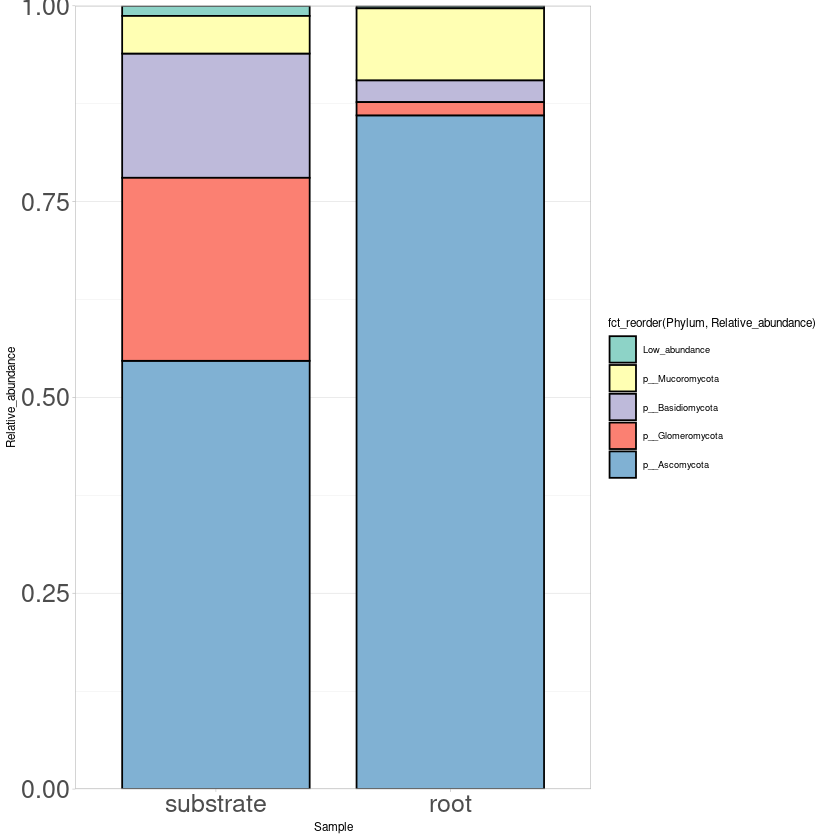 1.00
0.75
0.50
0.25
0.00
Relative_abundance
substrate
root
Sample
fct_reorder(Phylum, Relative_abundance)
Low_abundance
p__Mucoromycota
p__Basidiomycota
p__Glomeromycota
p__Ascomycota